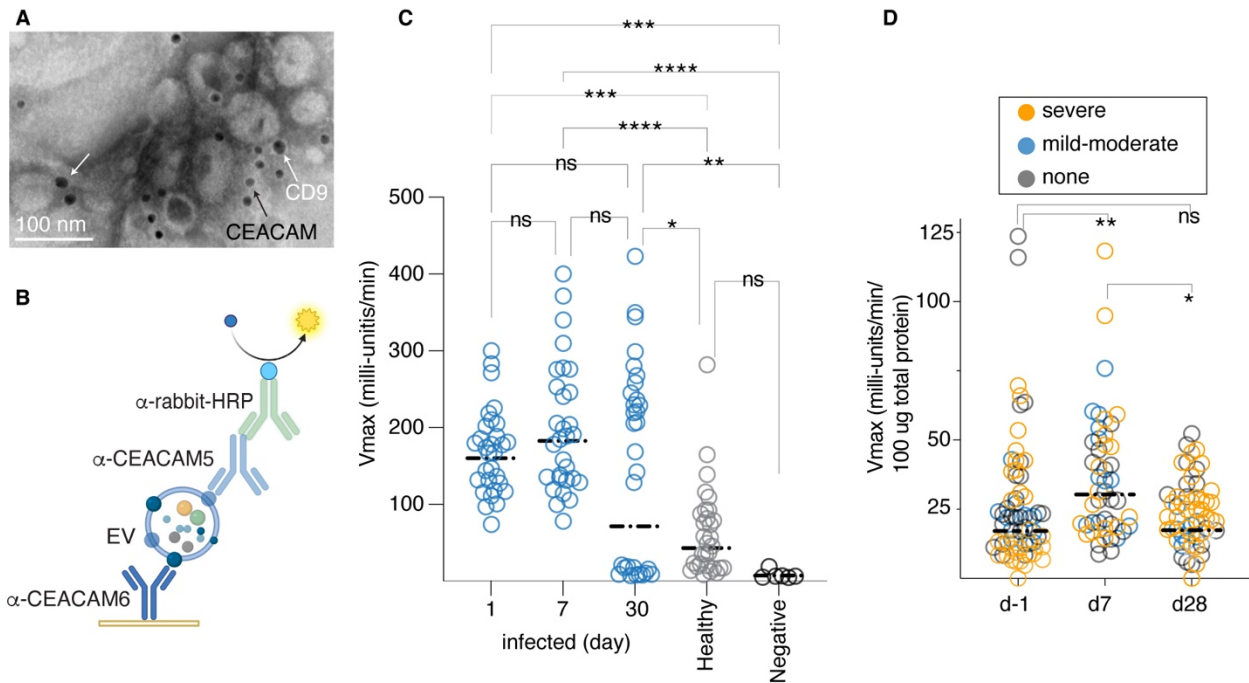 A
CD9
100 nm
CEACAM
B
α-rabbit-HRP
α-CEACAM5
EV
α-CEACAM6
C
***
****
***
****
ns
**
ns
ns
*
ns
500
400
300
200
100
Vmax (milli-unitis/min)
1
7
30
Healthy
Negative
infected (day)
D
severe
mild-moderate
none
ns
**
*
125
100
50
25
Vmax (milli-units/min/
100 ug total protein)
d-1
d7
d28